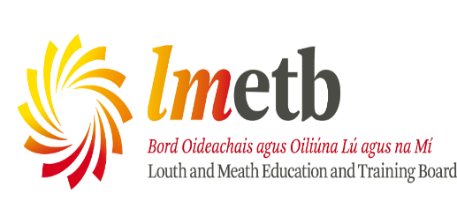 lmetb
Bord Oideachais agus Oiliúna Lú agus na Mí
Louth and Meath Education and Training Board